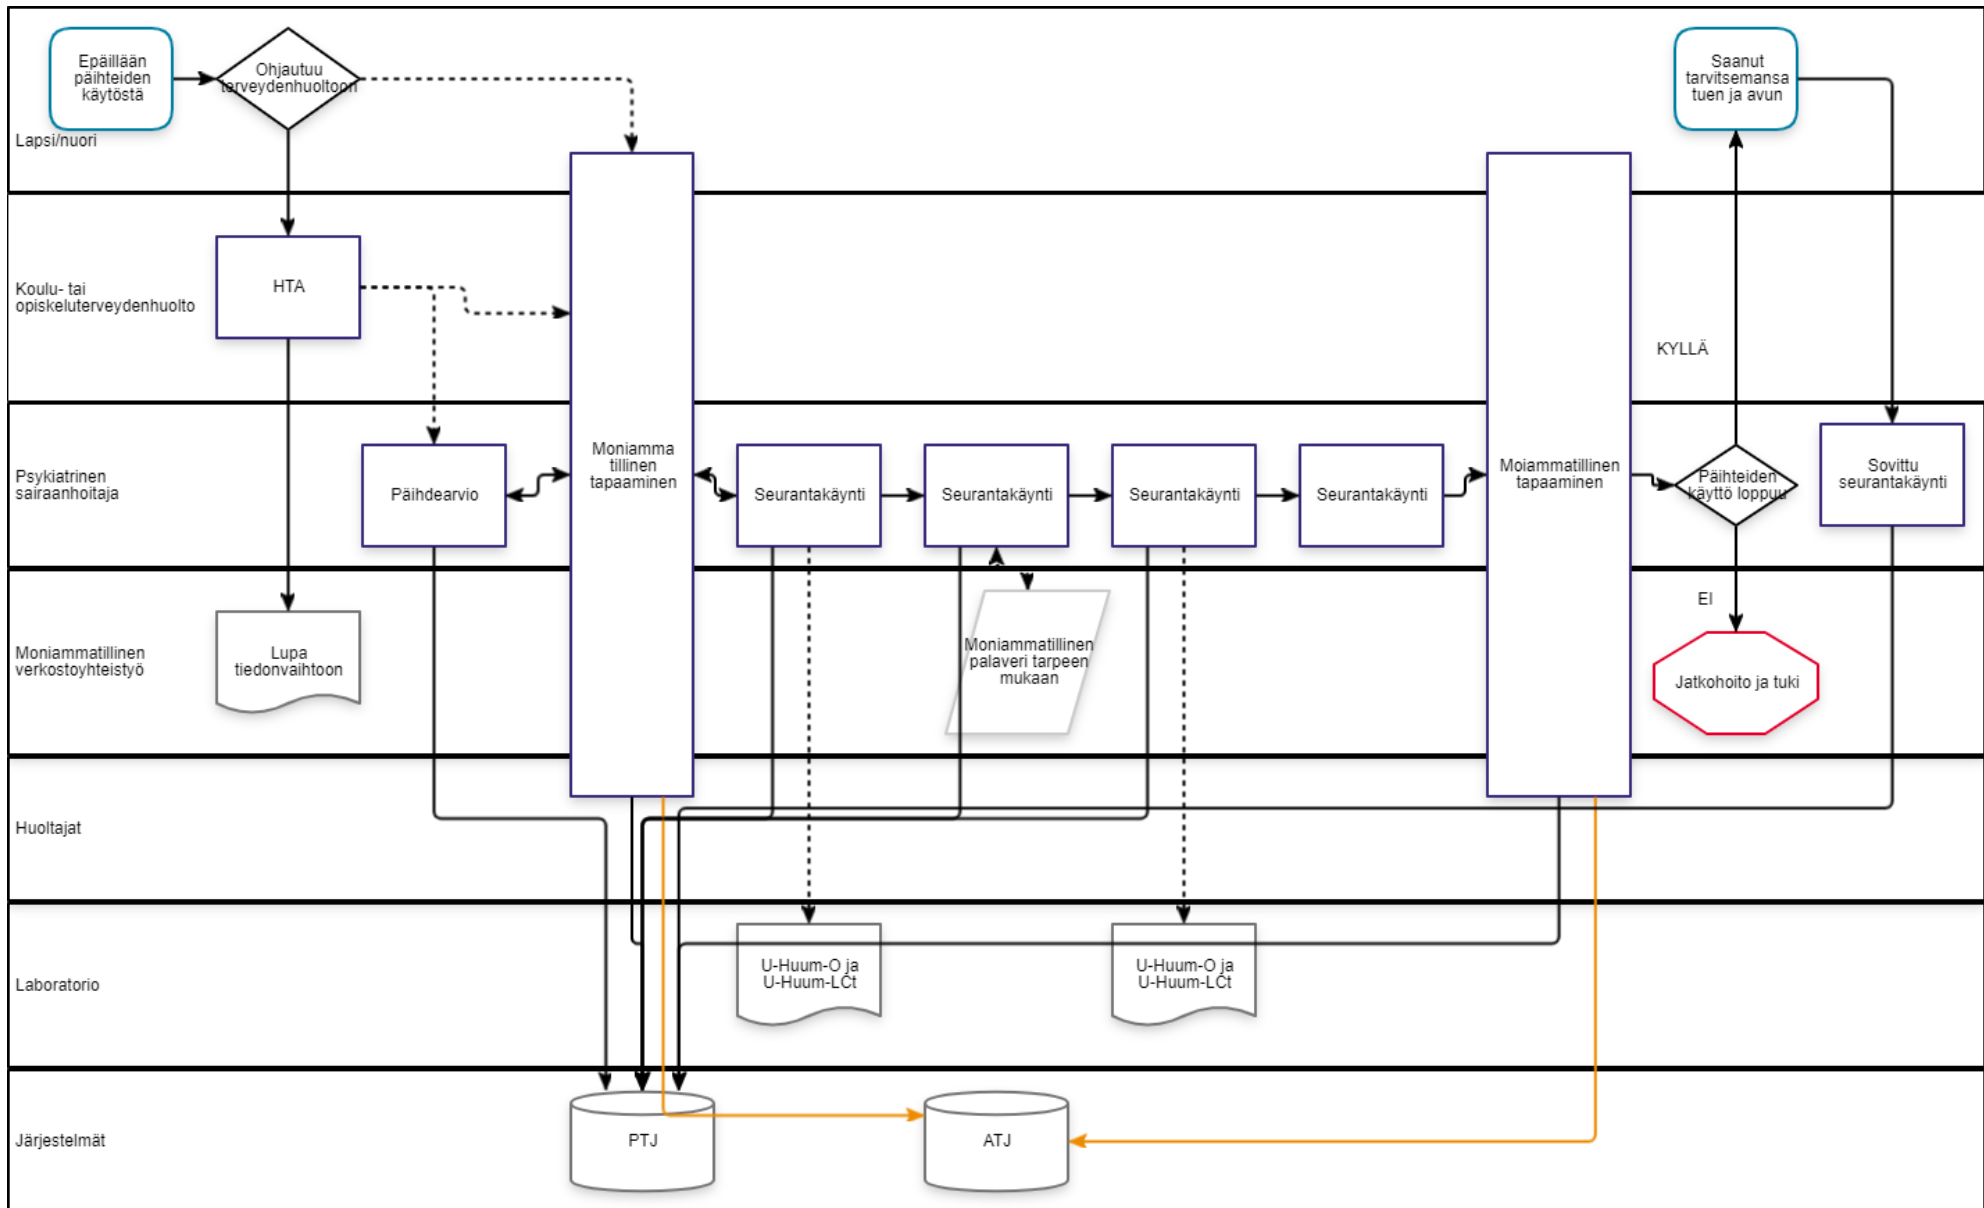 Epäillään
päihteiden
käytöstä
Ohjautuu
terveydenhuoltoon
Saanut
tarvitsemansa
tuen ja avun
Lapsi/nuori
HTA
Koulu- tai
opiskeluterveydenhuolto
KYLLÄ
Psykiatrinen
sairaanhoitaja
Päihdearvio
Moniamma
tillinen
tapaaminen
Seurantakäynti
Seurantakäynti
Seurantakäynti
Seurantakäynti
Moiammatillinen
tapaaminen
Päihteiden
käyttö loppuu
Sovittu
seurantakäynti
EI
Moniammatillinen
verkostoyhteistyö
Lupa
tiedonvaihtoon
Moniammatillinen
palaveri tarpeen
mukaan
Jatkohoito ja tuki
Huoltajat
Laboratorio
U-Huum-O ja
U-Huum-LCt
U-Huum-O ja
U-Huum-LCt
Järjestelmät
PTJ
ATJ